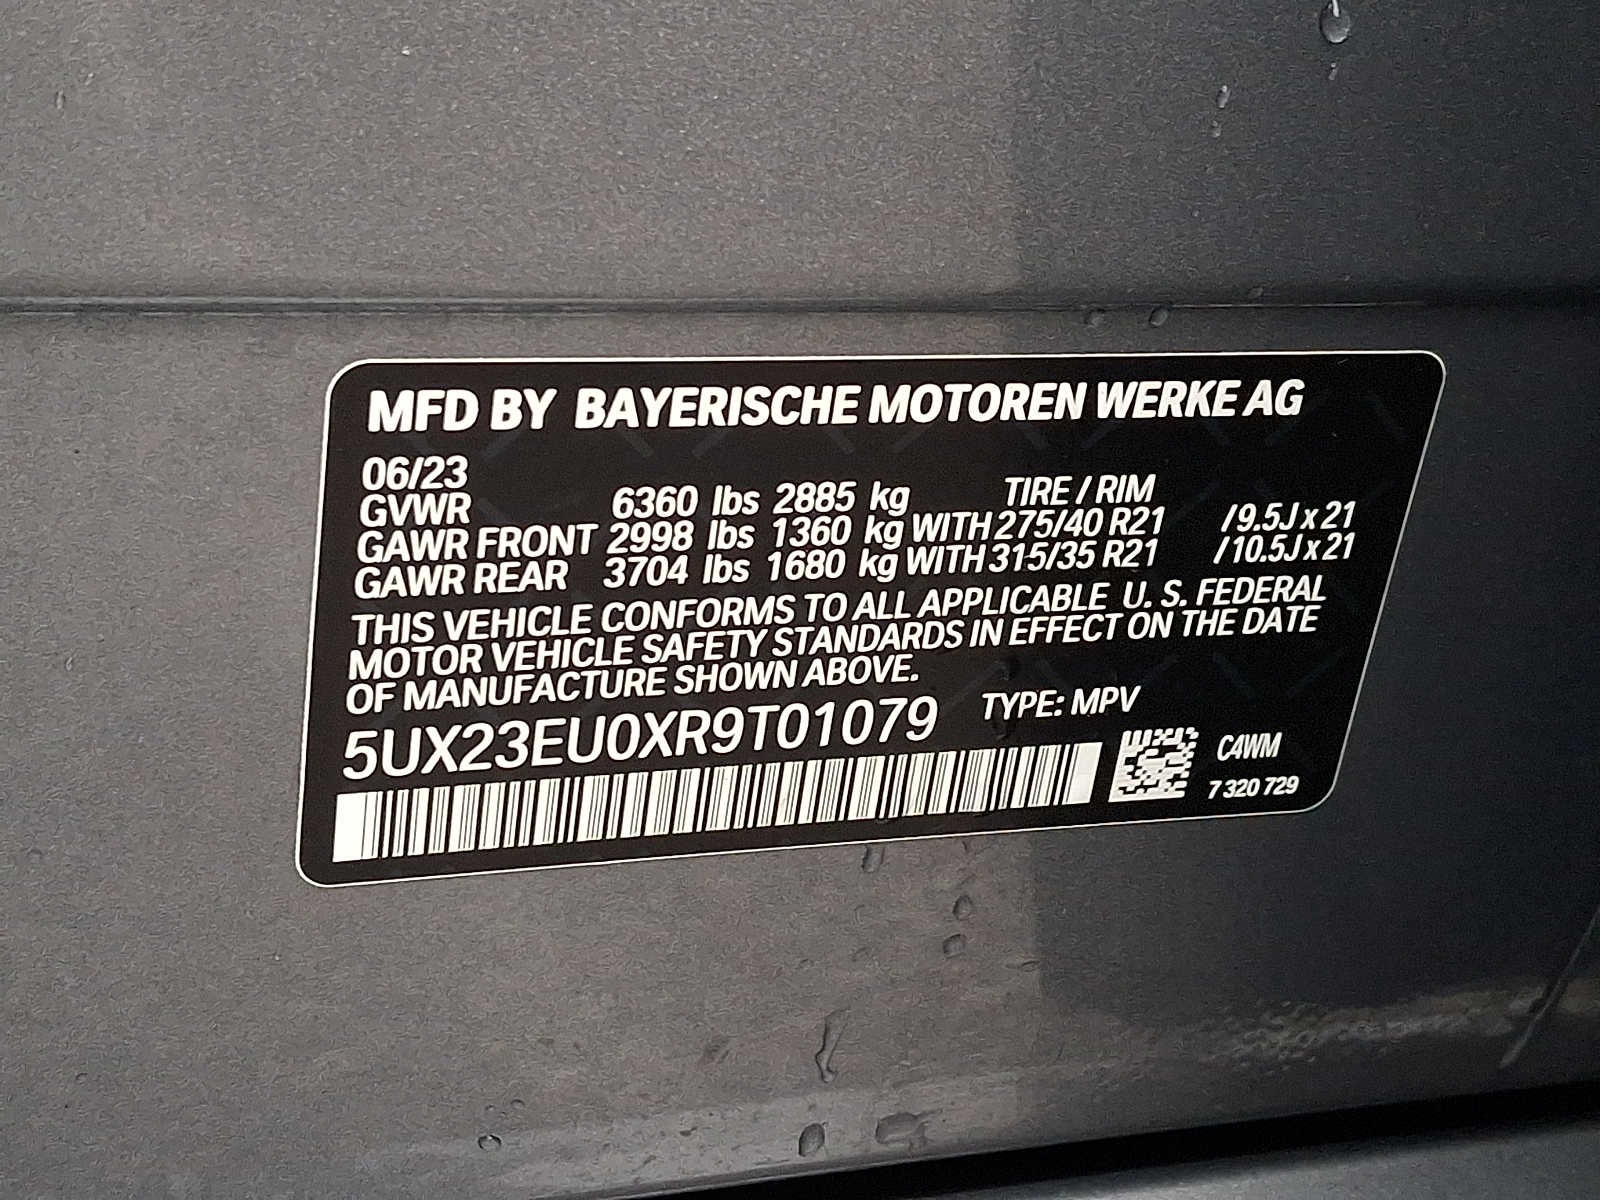 MFD BY BAYERISCHE MOTOREN WERKE AG
06/23
GVWR 6360 lbs 2885 kg TIRE / RIM
GAWR FRONT 2998 lbs 1360 kg WITH 275/40 R21 /9.5J x 21
GAWR REAR 3704 lbs 1680 kg WITH 315/35 R21 /10.5J x 21
THIS VEHICLE CONFORMS TO ALL APPLICABLE U. S. FEDERAL
MOTOR VEHICLE SAFETY STANDARDS IN EFFECT ON THE DATE
OF MANUFACTURE SHOWN ABOVE.
5UX23EU0XR9T01079 TYPE: MPV
C4WM
7 320 729